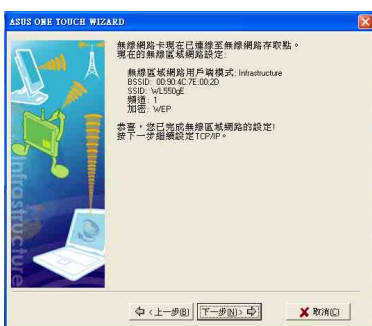 ASUS ONE TOUCH WIZARD
無線網路卡現在已連線至無線網路存取點。
現在的無線區域網路設定:
無線區域網路用戶端模式: Infrastructure
BSSID: 00:90:4C:7E:00:2D
SSID: WL550gE
頻道: 1
加密: WEP
恭喜，您已完成無線區域網路的設定!
按下一步繼續設定TCP/IP。
Infrastructure
<上一步(B)
下一步(N)>
取消(C)